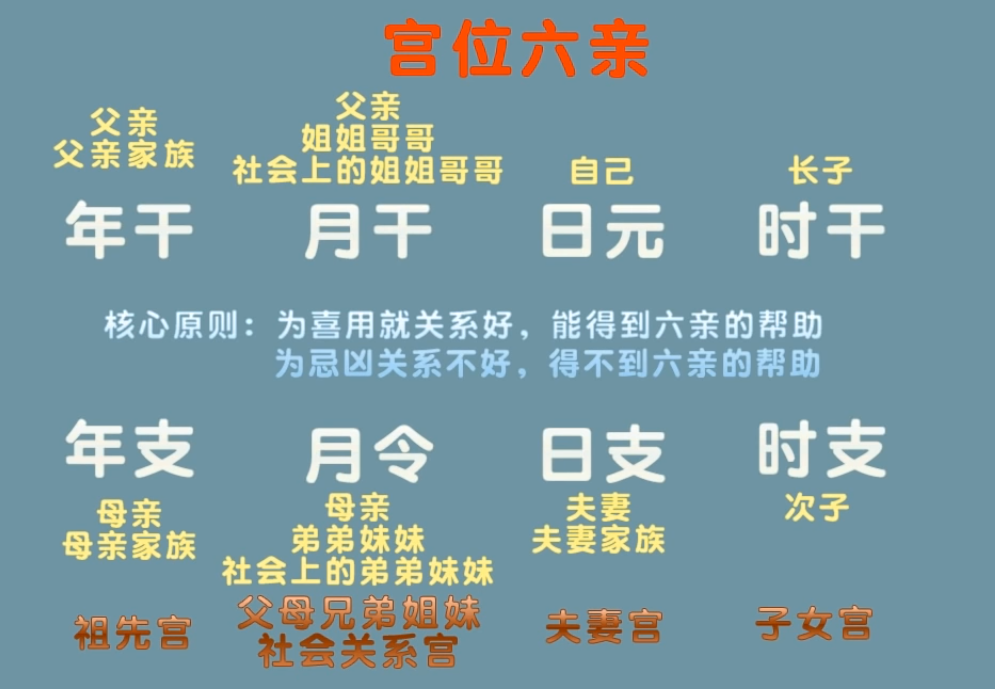 宫位六亲
父亲
父亲家族
父亲
姐姐哥哥
社会上的姐姐哥哥
自己
长子
年干
月干
日元
时干
核心原则：为喜用就关系好，能得到六亲的帮助
为忌凶关系不好，得不到六亲的帮助
年支
月令
日支
时支
母亲
母亲家族
母亲
弟弟妹妹
社会上的弟弟妹妹
夫妻
夫妻家族
次子
祖先宫
父母兄弟姐妹
社会关系宫
夫妻宫
子女宫